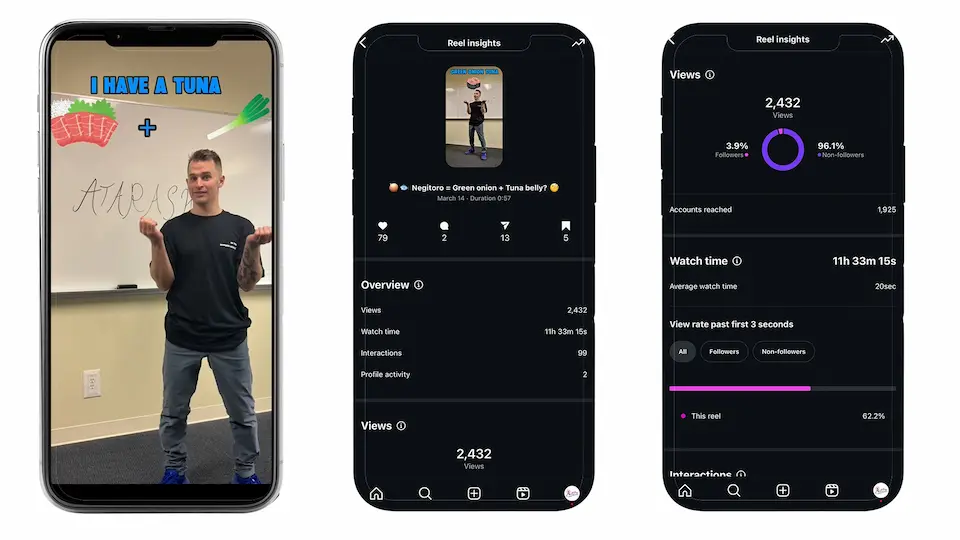 I HAVE A TUNA
+
ATARASH
Reel insights
GREEN ONION TUNA
Negitoro = Green onion + Tuna belly?
March 14 · Duration 0:57
79
2
13
5
Overview
Views
2,432
Watch time
11h 33m 15s
Interactions
99
Profile activity
2
Views
2,432
Views
Reel insights
Views
2,432
Views
3.9%
Followers
96.1%
Non-followers
Accounts reached
1,925
Watch time
11h 33m 15s
Average watch time
20sec
View rate past first 3 seconds
All
Followers
Non-followers
This reel
62.2%
Interactions